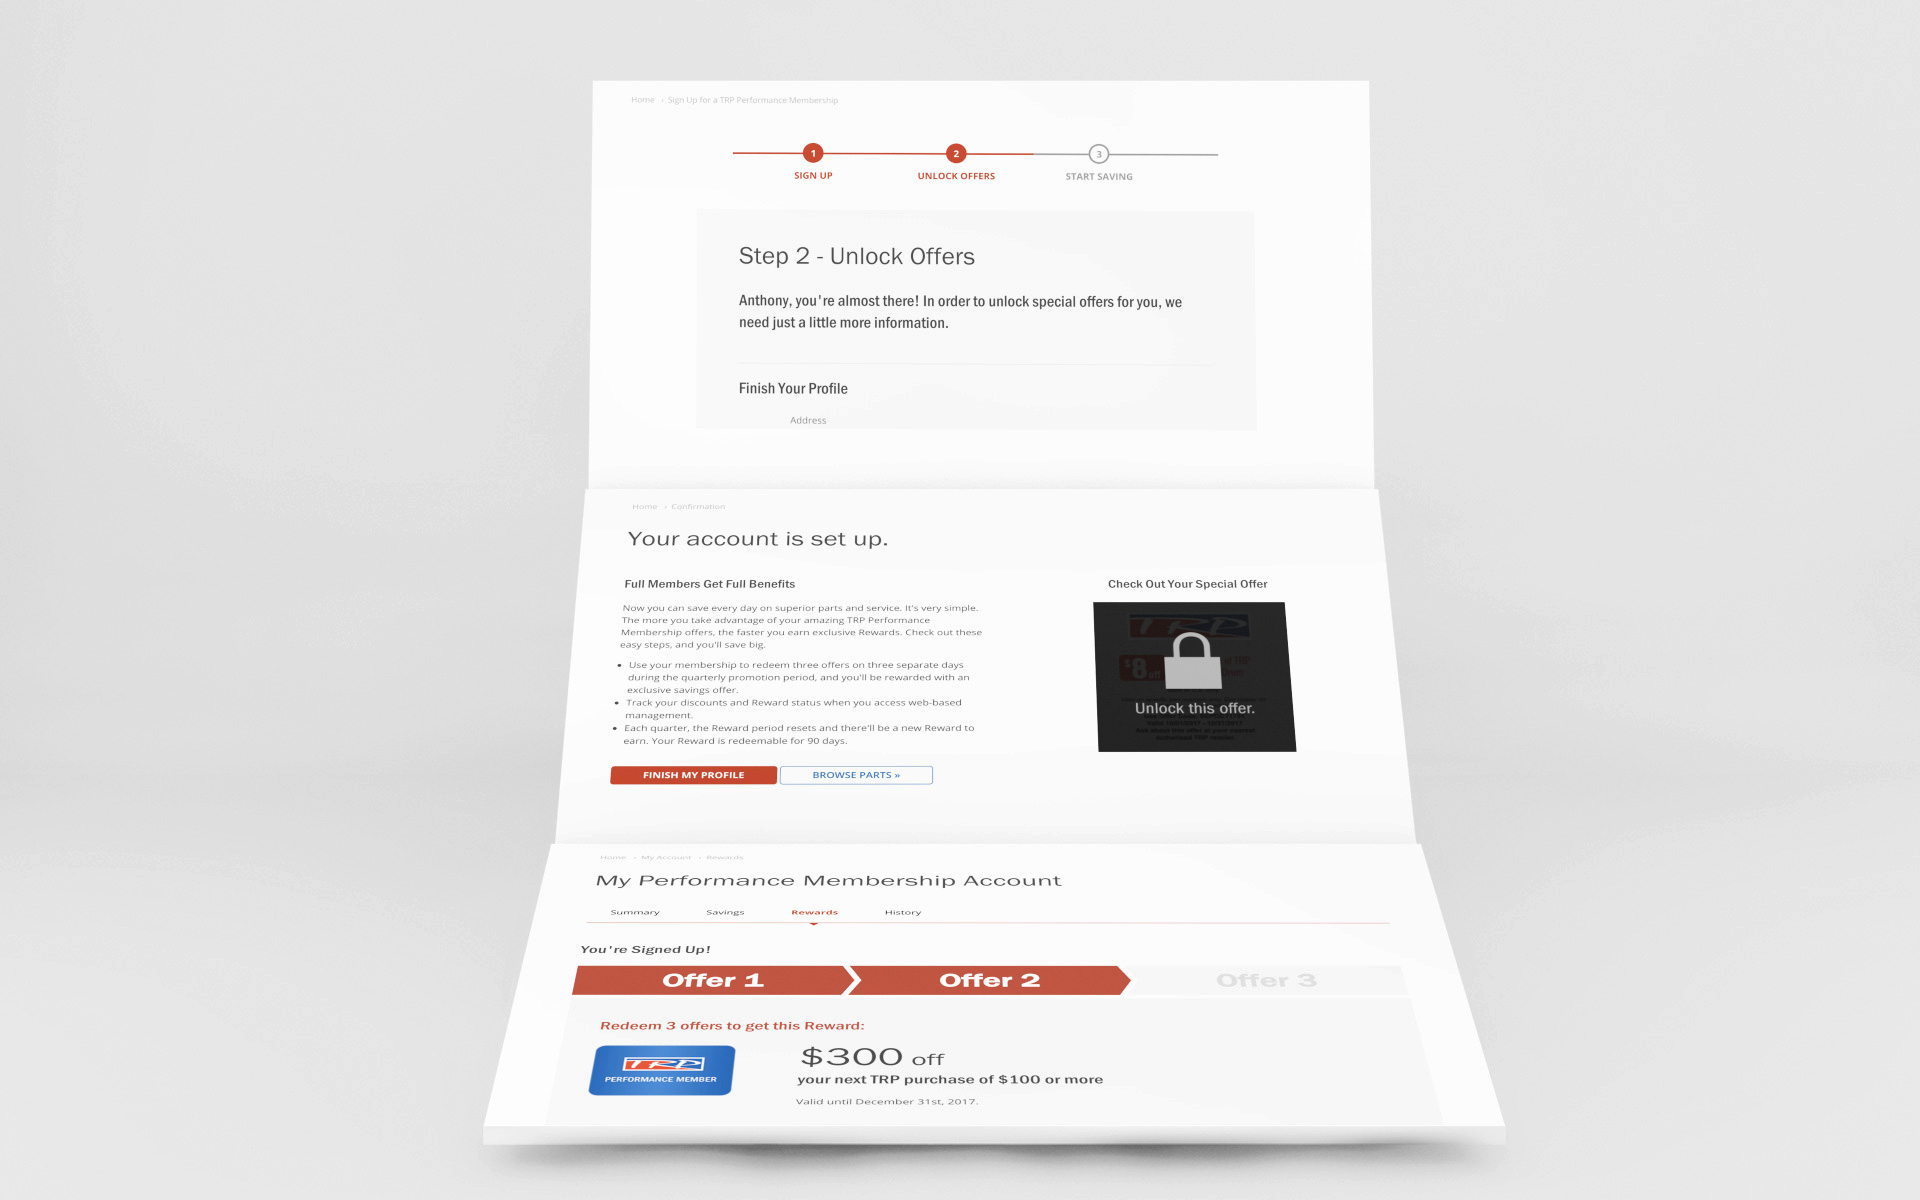 Home › Sign Up for a TRP Performance Membership
1 2 3
SIGN UP UNLOCK OFFERS START SAVING
Step 2 - Unlock Offers
Anthony, you're almost there! In order to unlock special offers for you, we
need just a little more information.
Finish Your Profile
Address
Home › Confirmation
Your account is set up.
Full Members Get Full Benefits
Now you can save every day on superior parts and service. It's very simple.
The more you take advantage of your amazing TRP Performance
Membership offers, the faster you earn exclusive Rewards. Check out these
easy steps, and you'll save big.
• Use your membership to redeem three offers on three separate days
during the quarterly promotion period, and you'll be rewarded with an
exclusive savings offer.
• Track your discounts and Reward status when you access web-based
management.
• Each quarter, the Reward period resets and there'll be a new Reward to
earn. Your Reward is redeemable for 90 days.
FINISH MY PROFILE BROWSE PARTS »
Check Out Your Special Offer
TRP
$8 off
Unlock this offer.
Home › My Account › Rewards
My Performance Membership Account
Summary Savings Rewards History
You're Signed Up!
Offer 1 Offer 2 Offer 3
Redeem 3 offers to get this Reward:
TRP
PERFORMANCE MEMBER
$300 off
your next TRP purchase of $100 or more
Valid until December 31st, 2017.